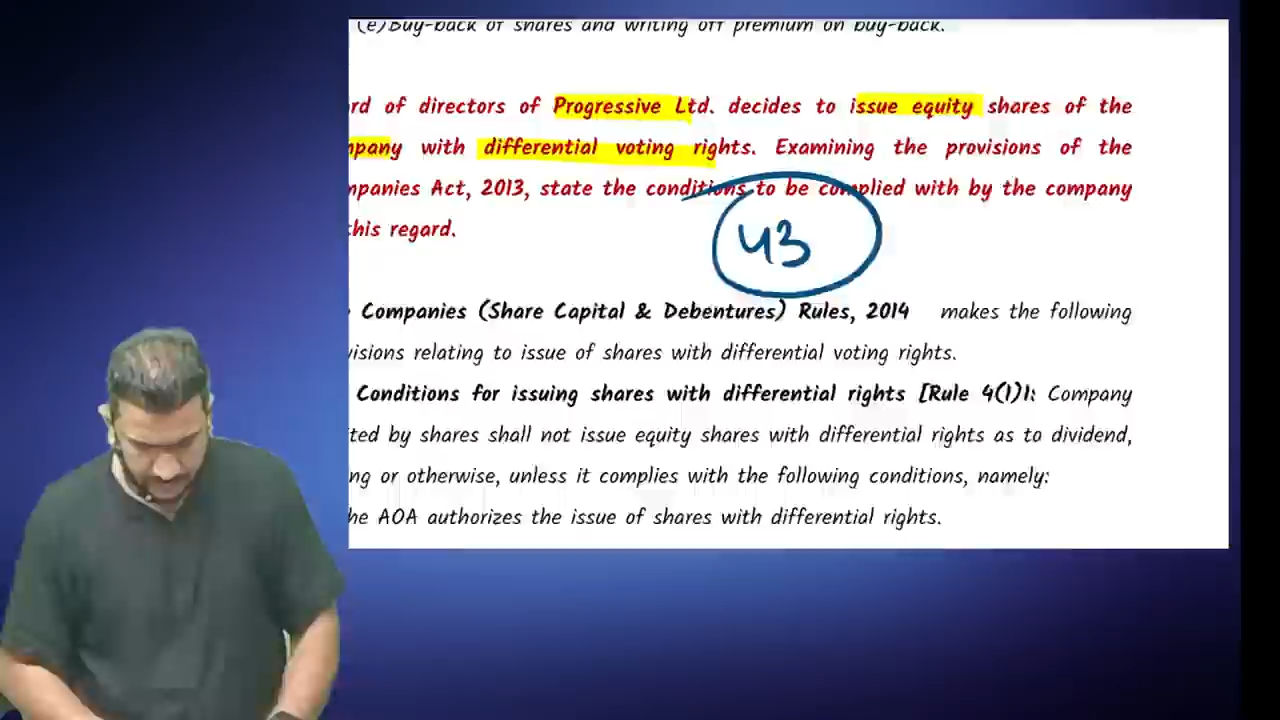 (e)Buy-back of shares and writing off premium on buy-back.
rd of directors of Progressive Ltd. decides to issue equity shares of the
mpany with differential voting rights. Examining the provisions of the
mpanies Act, 2013, state the conditions to be complied with by the company
this regard.
43
Companies (Share Capital & Debentures) Rules, 2014 makes the following
visions relating to issue of shares with differential voting rights.
Conditions for issuing shares with differential rights [Rule 4(1)]: Company
ted by shares shall not issue equity shares with differential rights as to dividend,
ng or otherwise, unless it complies with the following conditions, namely:
he AOA authorizes the issue of shares with differential rights.